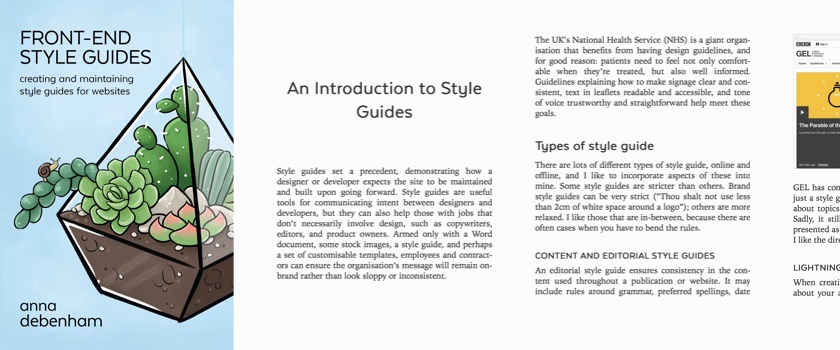 FRONT-END
STYLE GUIDES
creating and maintaining
style guides for websites
anna
debenham
An Introduction to Style
Guides
Style guides set a precedent, demonstrating how a
designer or developer expects the site to be maintained
and built upon going forward. Style guides are useful
tools for communicating intent between designers and
developers, but they can also help those with jobs that
don't necessarily involve design, such as copywriters,
editors, and product owners. Armed only with a Word
document, some stock images, a style guide, and perhaps
a set of customisable templates, employees and contract-
ors can ensure the organisation's message will remain on-
brand rather than look sloppy or inconsistent.
The UK's National Health Service (NHS) is a giant organ-
isation that benefits from having design guidelines, and
for good reason: patients need to feel not only comfort-
able when they're treated, but also well informed.
Guidelines explaining how to make signage clear and con-
sistent, text in leaflets readable and accessible, and tone
of voice trustworthy and straightforward help meet these
goals.
Types of style guide
There are lots of different types of style guide, online and
offline, and I like to incorporate aspects of these into
mine. Some style guides are stricter than others. Brand
style guides can be very strict ("Thou shalt not use less
than 2cm of white space around a logo"); others are more
relaxed. I like those that are in-between, because there are
often cases when you have to bend the rules.
CONTENT AND EDITORIAL STYLE GUIDES
An editorial style guide ensures consistency in the con-
tent used throughout a publication or website. It may
include rules around grammar, preferred spellings, date
BBC
GEL
The Parable of th
GEL has com
just a style g
about topics
Sadly, it still
presented as
I like the dire
LIGHTNING
When creati
about your a